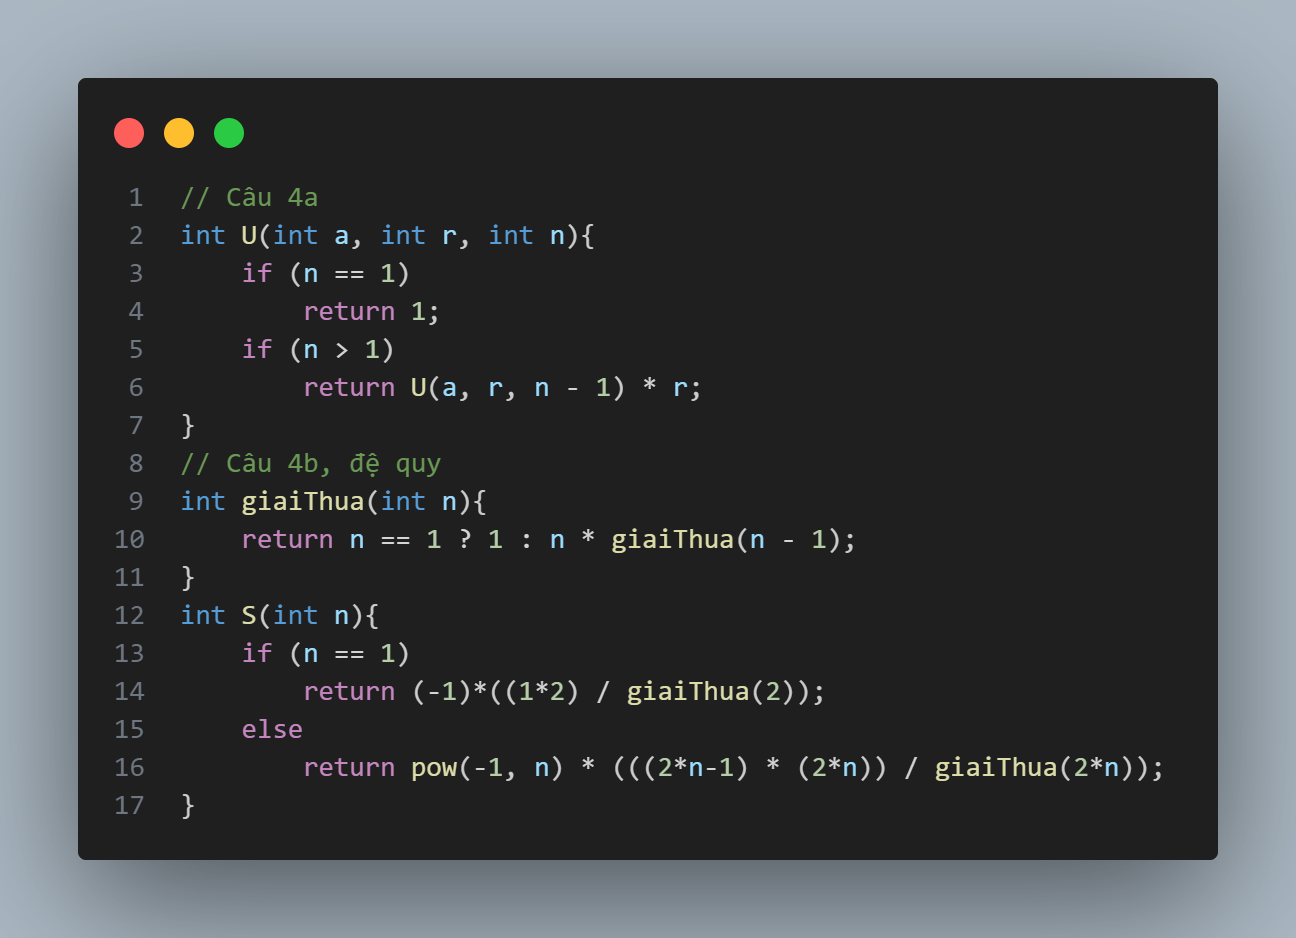 1 // Câu 4a
2 int U(int a, int r, int n){
3     if (n == 1)
4         return 1;
5     if (n > 1)
6         return U(a, r, n - 1) * r;
7 }
8 // Câu 4b, đệ quy
9 int giaiThua(int n){
10     return n == 1 ? 1 : n * giaiThua(n - 1);
11 }
12 int S(int n){
13     if (n == 1)
14         return (-1)*((1*2) / giaiThua(2));
15     else
16         return pow(-1, n) * (((2*n-1) * (2*n)) / giaiThua(2*n));
17 }